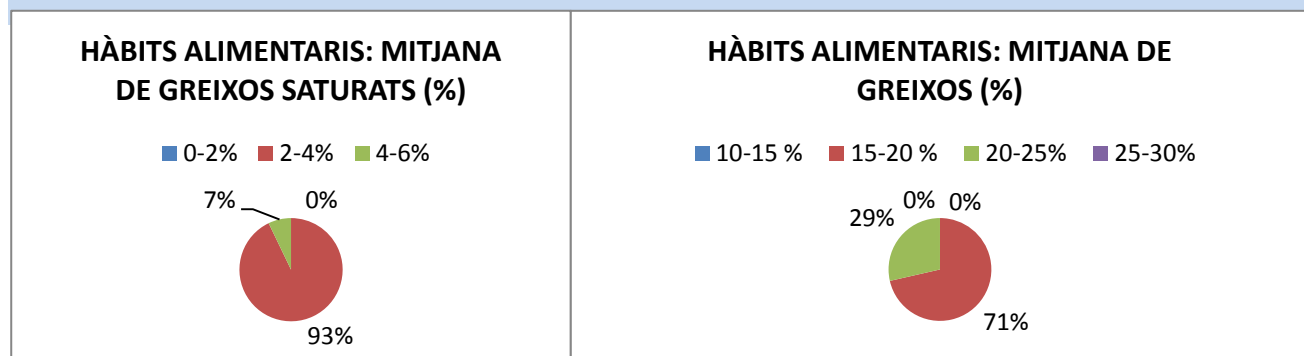 HÀBITS ALIMENTARIS: MITJANA
DE GREIXOS SATURATS (%)
0-2% 2-4% 4-6%
7% 0%
93%
HÀBITS ALIMENTARIS: MITJANA DE
GREIXOS (%)
10-15 % 15-20 % 20-25% 25-30%
0% 0%
29%
71%